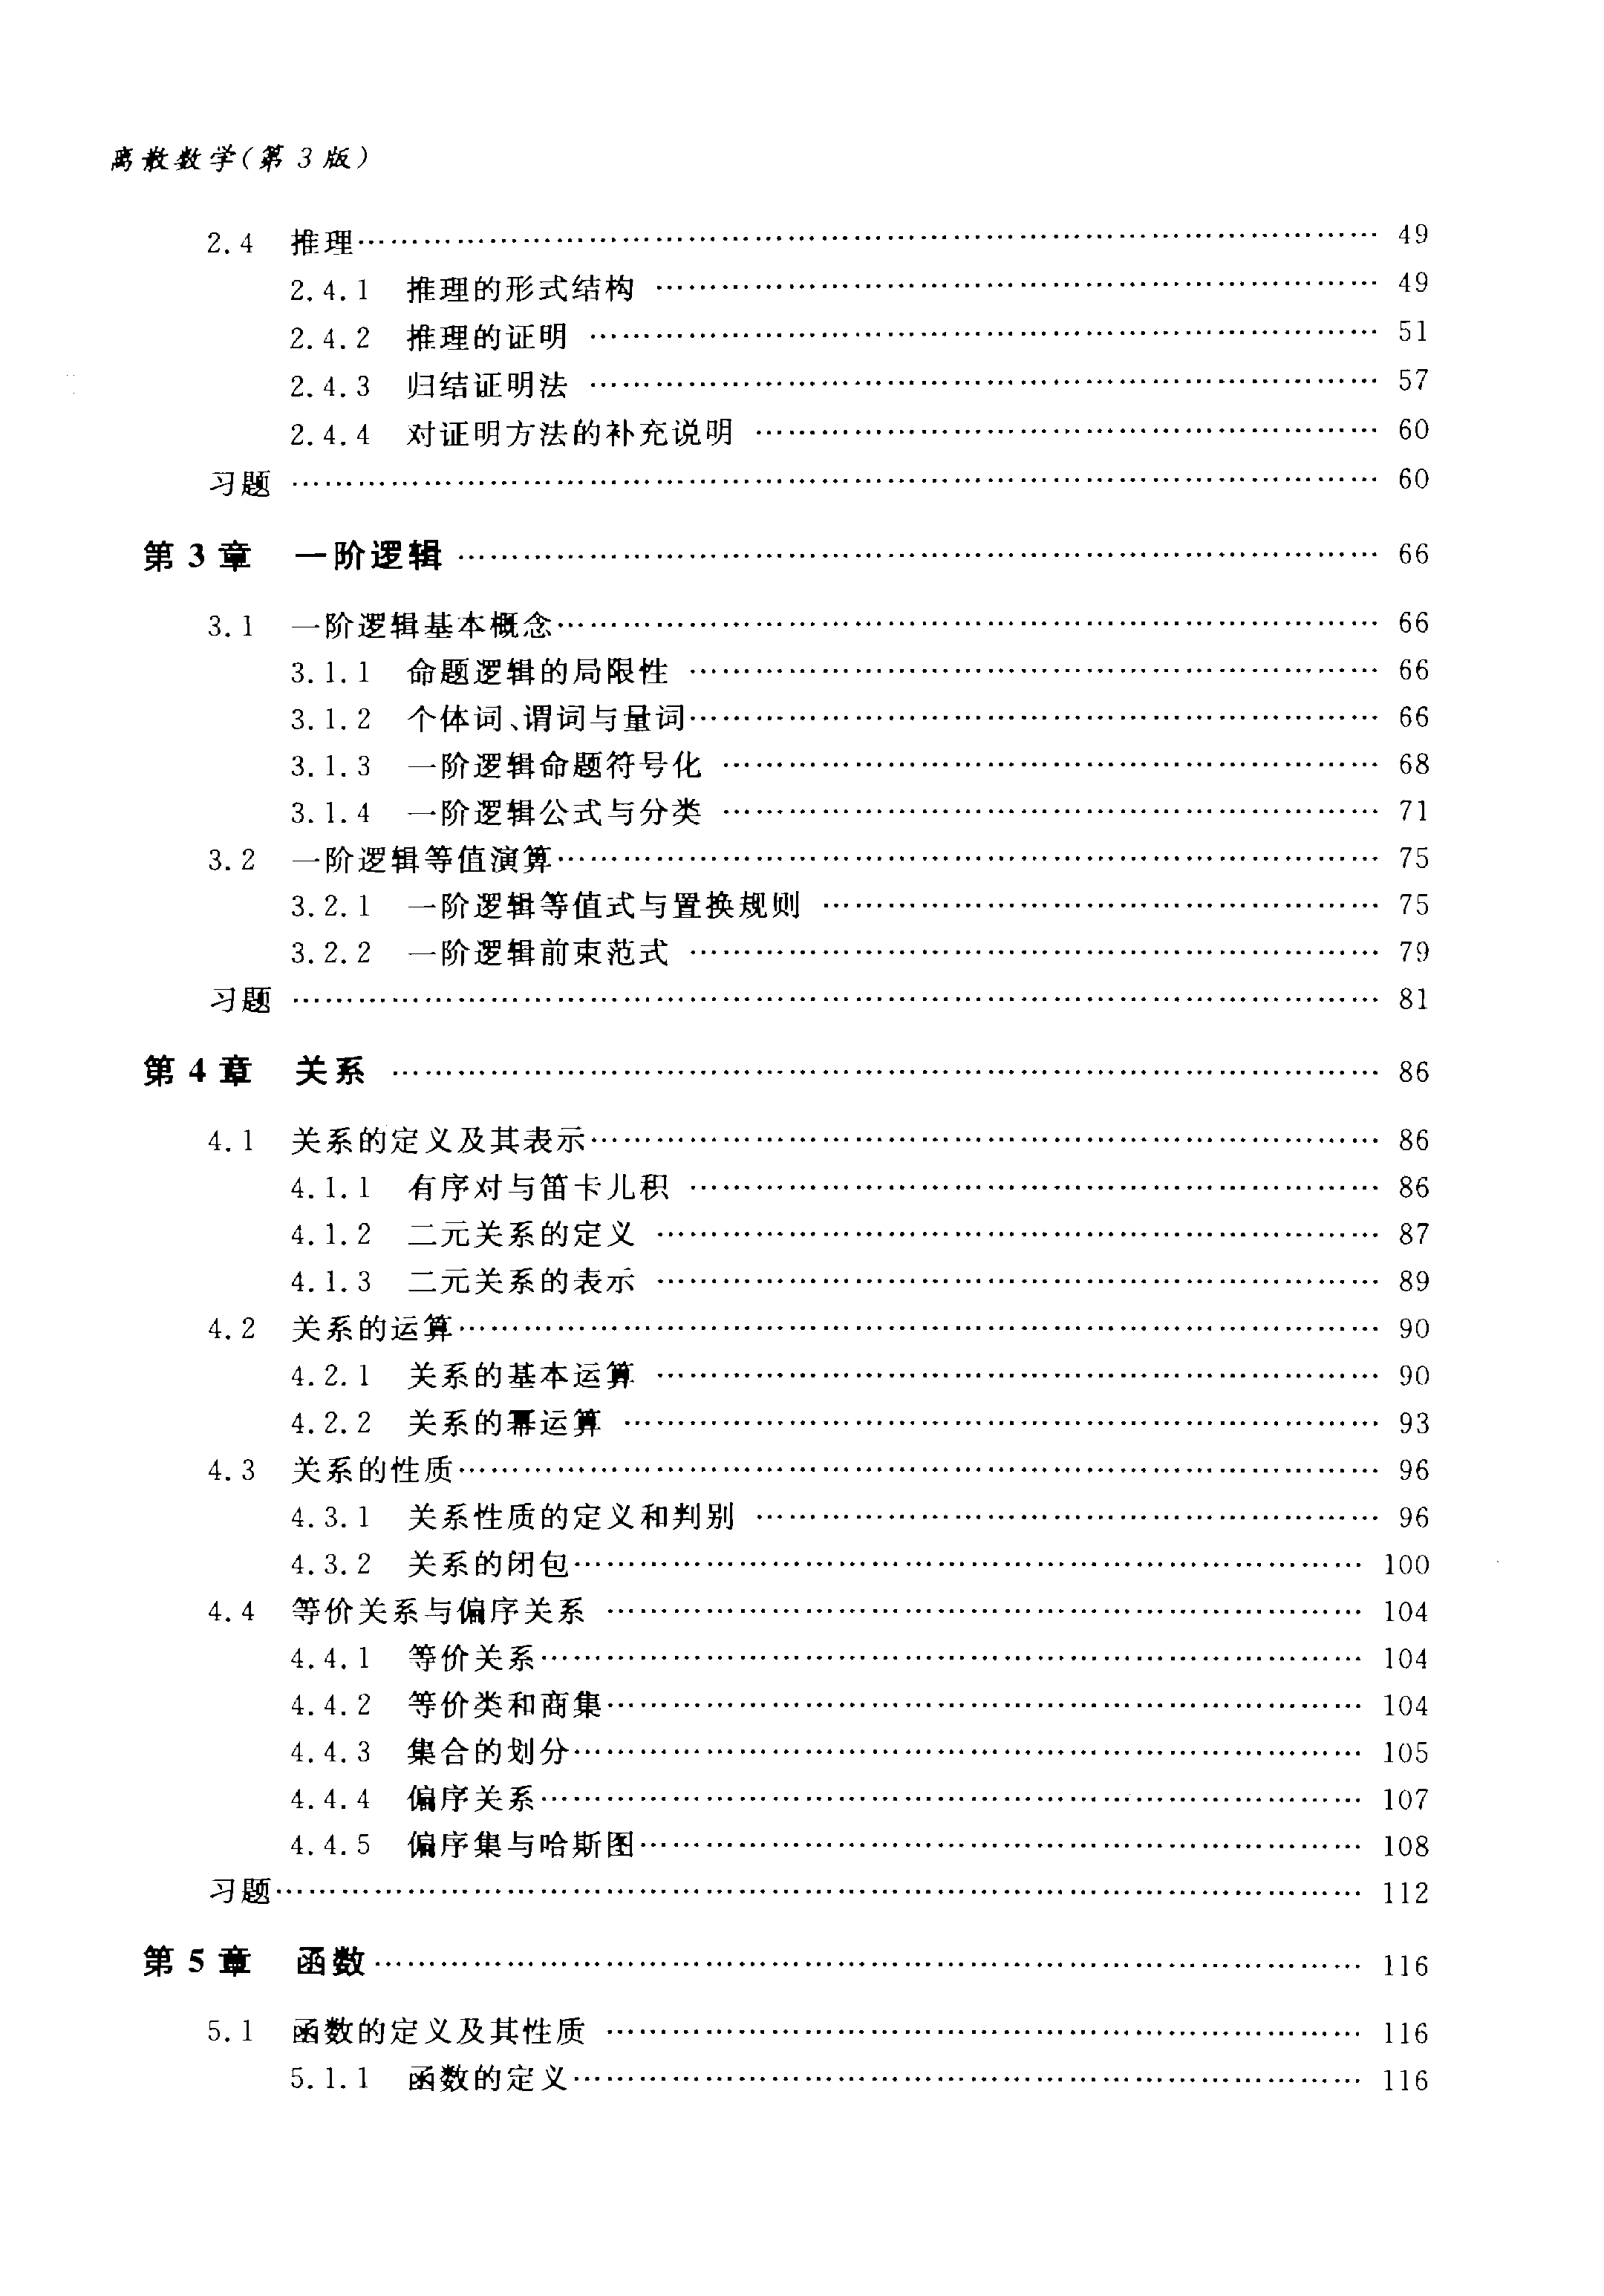 离散数学(第3版)
2.4 推理 …… 49
2.4.1 推理的形式结构 …… 49
2.4.2 推理的证明 …… 51
2.4.3 归结证明法 …… 57
2.4.4 对证明方法的补充说明 …… 60
习题 …… 60
第3章 一阶逻辑 …… 66
3.1 一阶逻辑基本概念 …… 66
3.1.1 命题逻辑的局限性 …… 66
3.1.2 个体词、谓词与量词 …… 66
3.1.3 一阶逻辑命题符号化 …… 68
3.1.4 一阶逻辑公式与分类 …… 71
3.2 一阶逻辑等值演算 …… 75
3.2.1 一阶逻辑等值式与置换规则 …… 75
3.2.2 一阶逻辑前束范式 …… 79
习题 …… 81
第4章 关系 …… 86
4.1 关系的定义及其表示 …… 86
4.1.1 有序对与笛卡儿积 …… 86
4.1.2 二元关系的定义 …… 87
4.1.3 二元关系的表示 …… 89
4.2 关系的运算 …… 90
4.2.1 关系的基本运算 …… 90
4.2.2 关系的幂运算 …… 93
4.3 关系的性质 …… 96
4.3.1 关系性质的定义和判别 …… 96
4.3.2 关系的闭包 …… 100
4.4 等价关系与偏序关系 …… 104
4.4.1 等价关系 …… 104
4.4.2 等价类和商集 …… 104
4.4.3 集合的划分 …… 105
4.4.4 偏序关系 …… 107
4.4.5 偏序集与哈斯图 …… 108
习题 …… 112
第5章 函数 …… 116
5.1 函数的定义及其性质 …… 116
5.1.1 函数的定义 …… 116